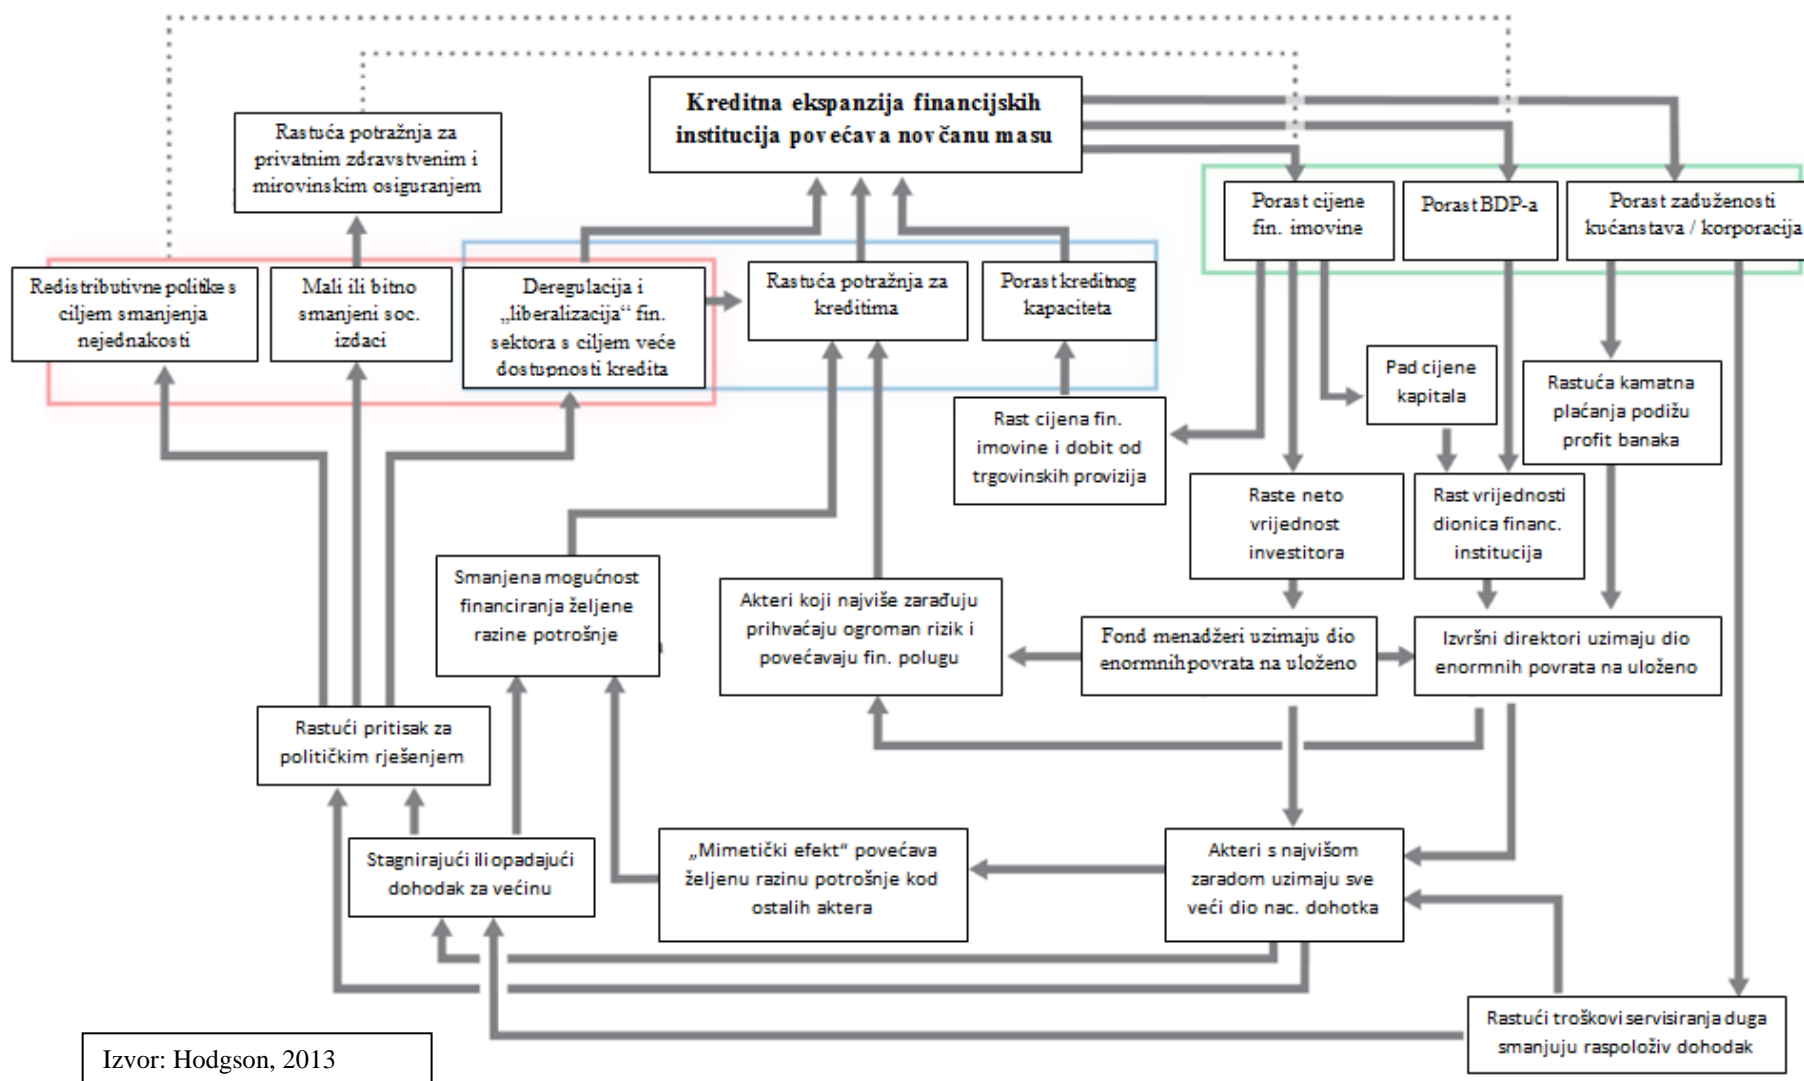 Kreditna ekspanzija financijskih
institucija povećava novčanu masu
Rastuća potražnja za
privatnim zdravstvenim i
mirovinskim osiguranjem
Porast cijene
fin. imovine
Porast BDP-a
Porast zaduženosti
kućanstava / korporacija
Redistributivne politike s
ciljem smanjenja
nejednakosti
Mali ili bitno
smanjeni soc.
izdaci
Deregulacija i
„liberalizacija“ fin.
sektora s ciljem veće
dostupnosti kredita
Rastuća potražnja za
kreditima
Porast kreditnog
kapaciteta
Pad cijene
kapitala
Rastuća kamatna
plaćanja podižu
profit banaka
Rast cijena fin.
imovine i dobit od
trgovinskih provizija
Raste neto
vrijednost
investitora
Rast vrijednosti
dionica financ.
institucija
Smanjena mogućnost
financiranja željene
razine potrošnje
Akteri koji najviše zarađuju
prihvaćaju ogroman rizik i
povećavaju fin. polugu
Fond menadžeri uzimaju dio
enormnih povrata na uloženo
Izvršni direktori uzimaju dio
enormnih povrata na uloženo
Rastući pritisak za
političkim rješenjem
Stagnirajući ili opadajući
dohodak za većinu
„Mimetički efekt“ povećava
željenu razinu potrošnje kod
ostalih aktera
Akteri s najvišom
zaradom uzimaju sve
veći dio nac. dohotka
Rastući troškovi servisiranja duga
smanjuju raspoloživ dohodak
Izvor: Hodgson, 2013